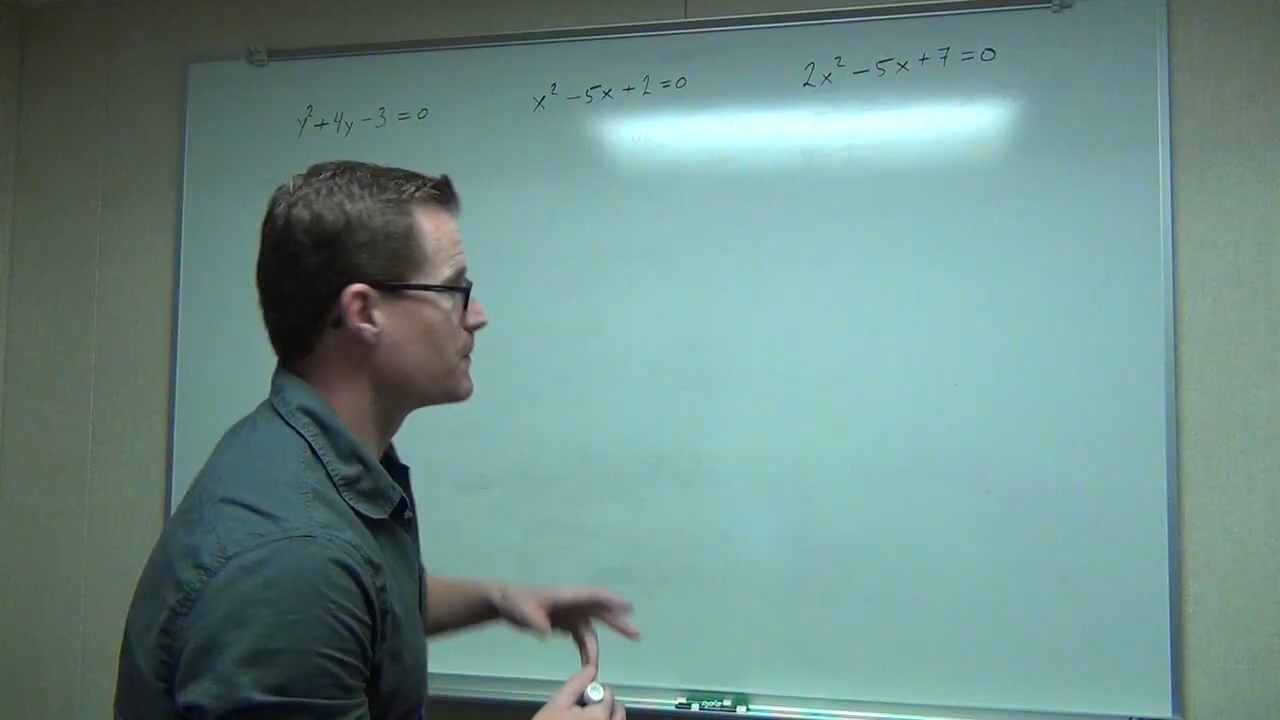 y² + 4y - 3 = 0
x² - 5x + 2 = 0
2x² - 5x + 7 = 0